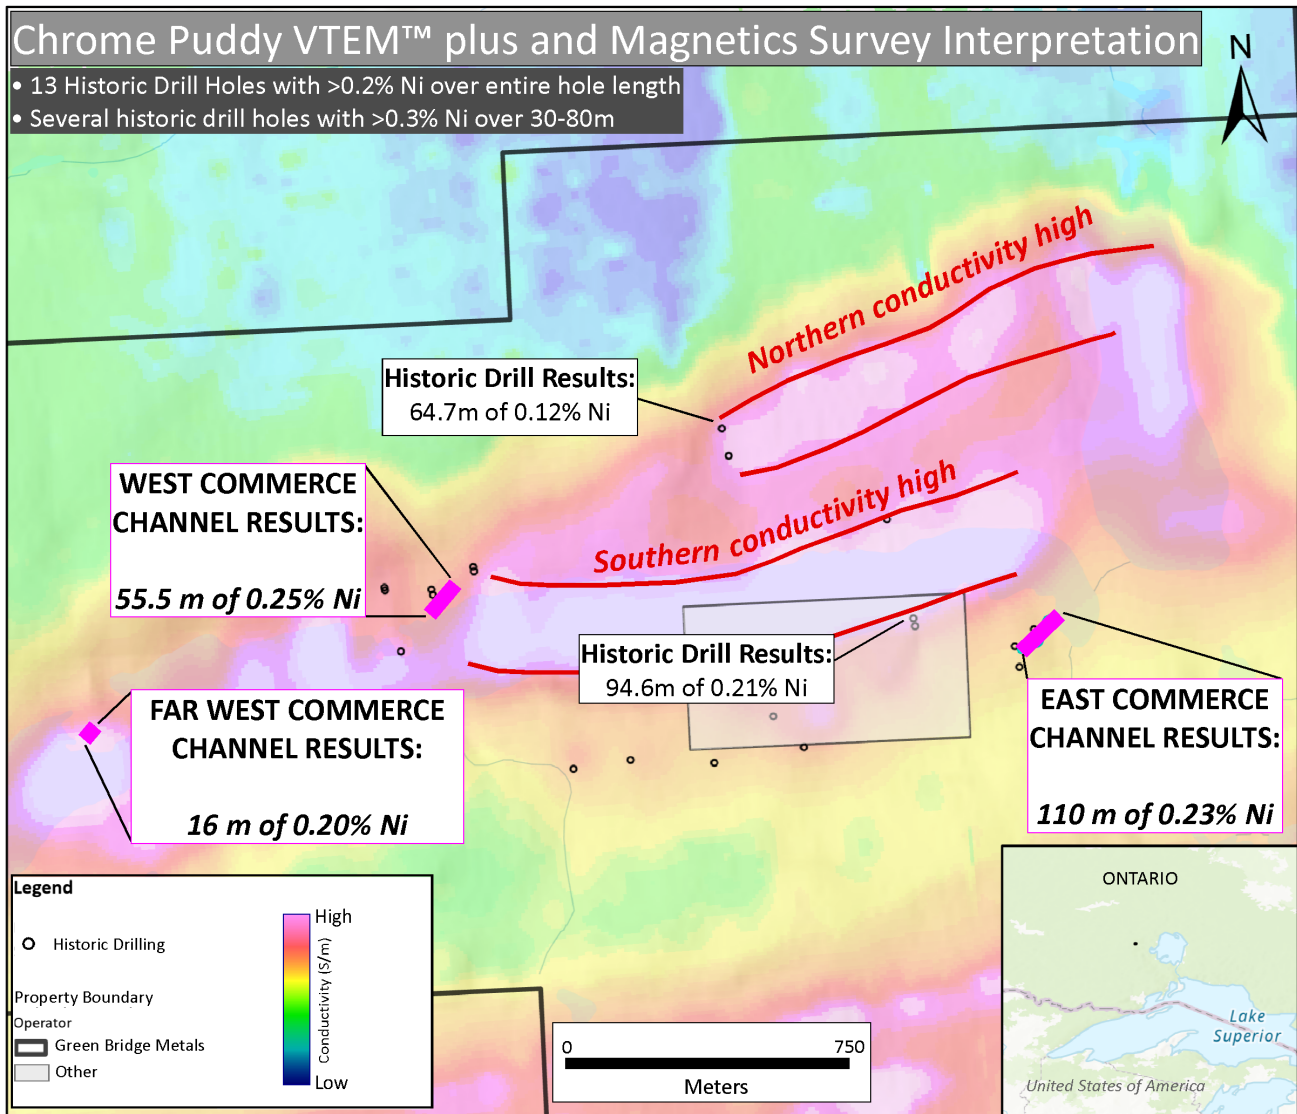 Chrome Puddy VTEM™ plus and Magnetics Survey Interpretation
• 13 Historic Drill Holes with >0.2% Ni over entire hole length
• Several historic drill holes with >0.3% Ni over 30-80m
N
Northern conductivity high
Historic Drill Results:
64.7m of 0.12% Ni
WEST COMMERCE
CHANNEL RESULTS:
55.5 m of 0.25% Ni
Southern conductivity high
Historic Drill Results:
94.6m of 0.21% Ni
FAR WEST COMMERCE
CHANNEL RESULTS:
16 m of 0.20% Ni
EAST COMMERCE
CHANNEL RESULTS:
110 m of 0.23% Ni
Legend
Historic Drilling
Property Boundary
Operator
Green Bridge Metals
Other
High
Conductivity (S/m)
Low
0 750
Meters
ONTARIO
Lake
Superior
United States of America